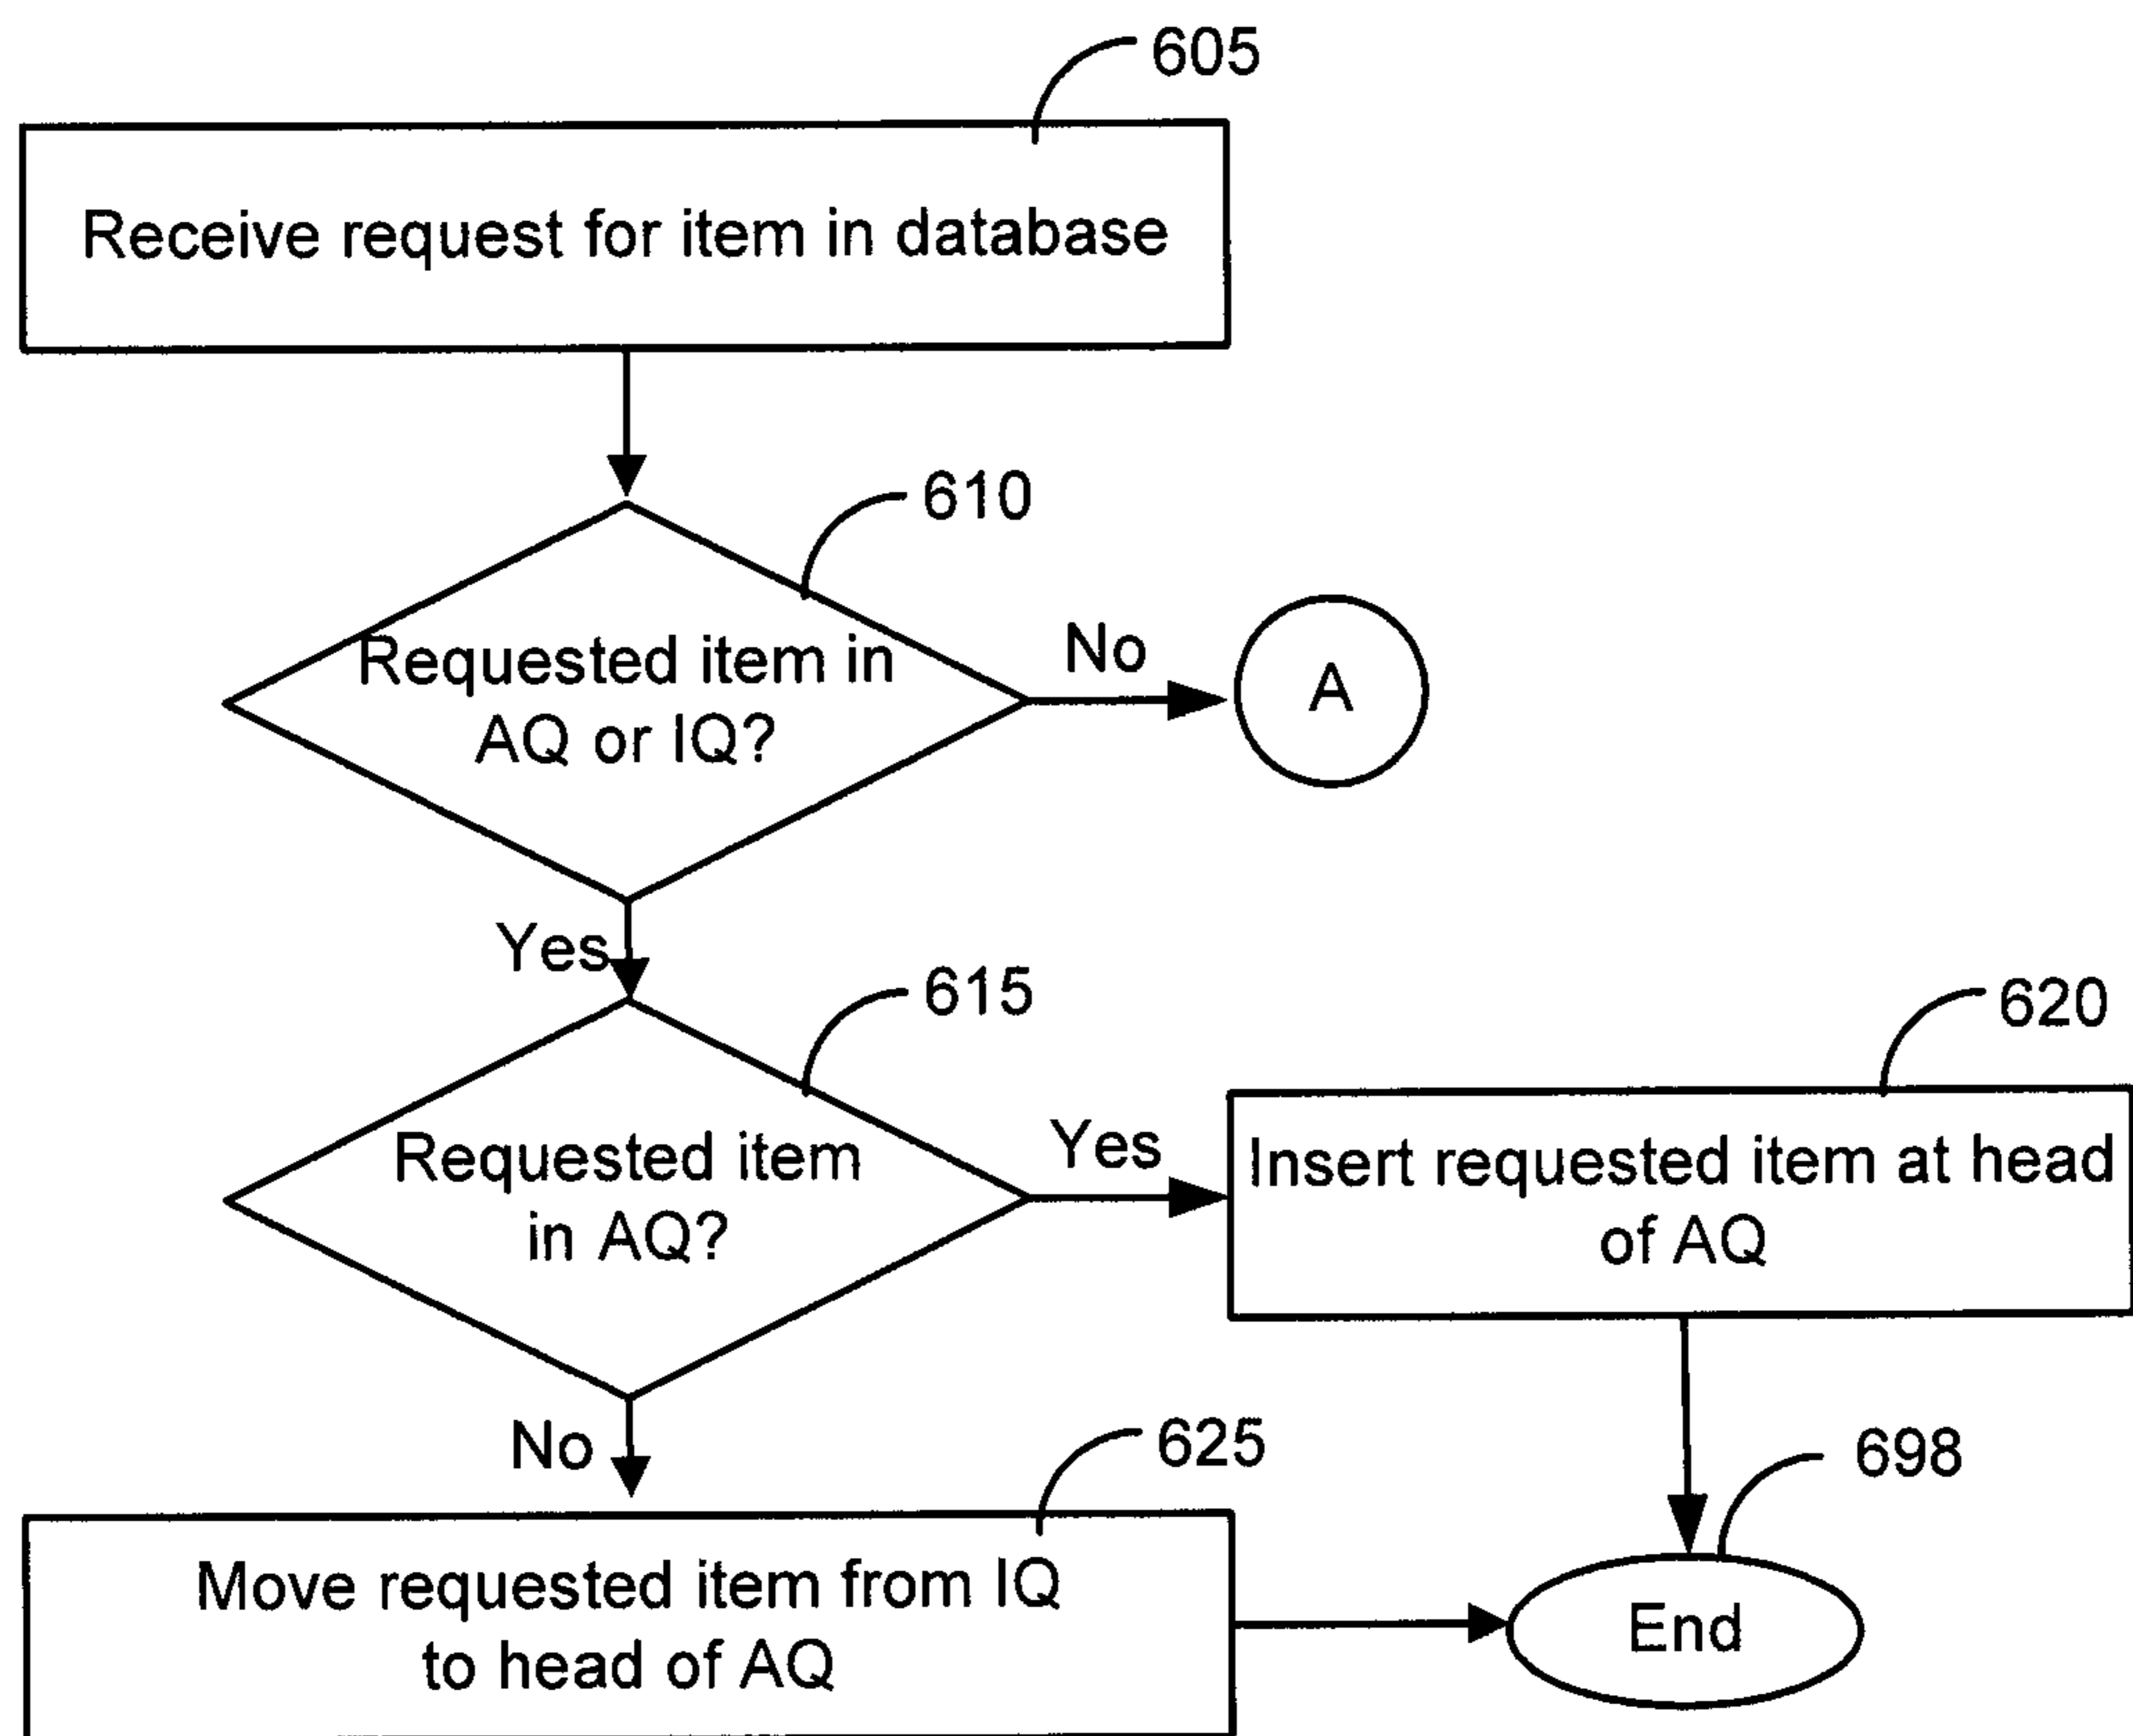 605
Receive request for item in database
610
Requested item in
AQ or IQ?
No
A
Yes
615
Requested item
in AQ?
Yes
620
Insert requested item at head
of AQ
No
625
Move requested item from IQ
to head of AQ
698
End